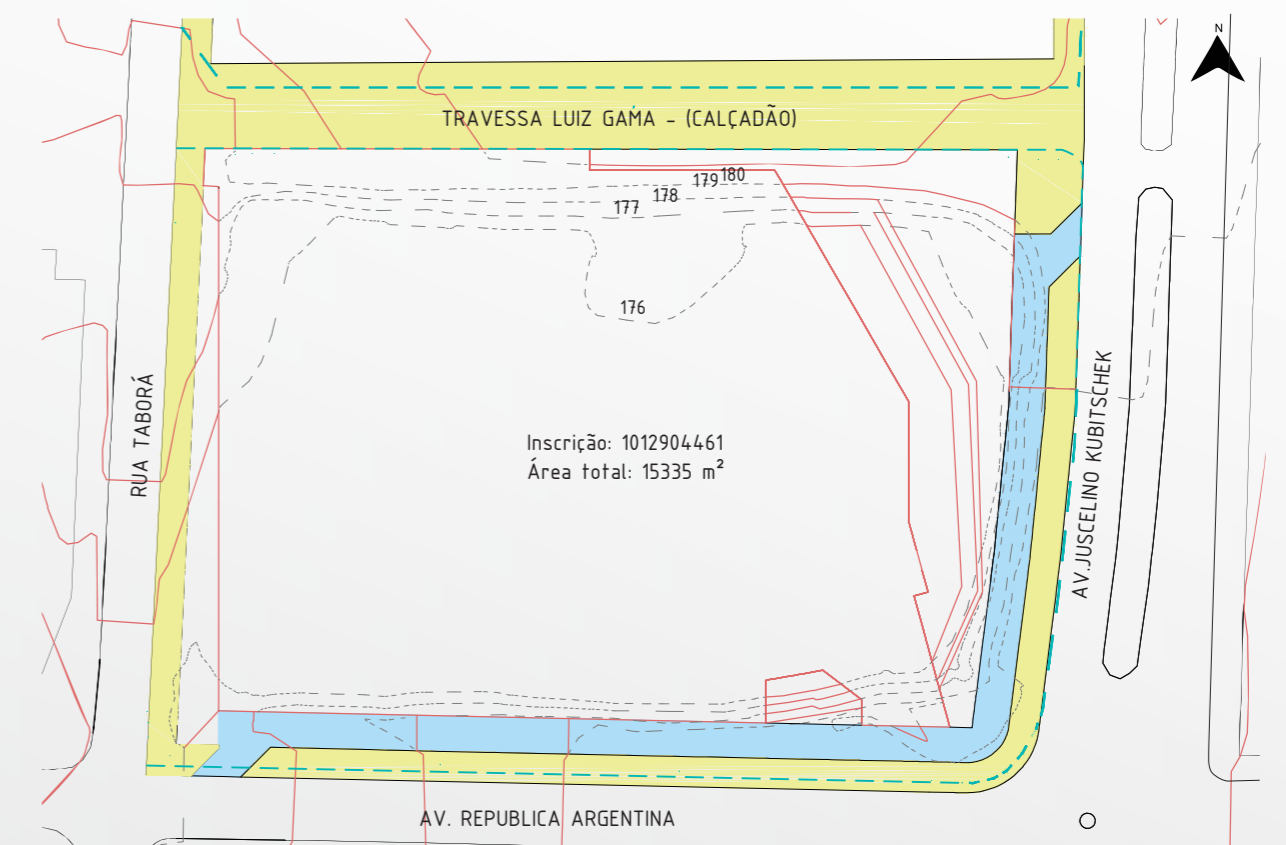 N
TRAVESSA LUIZ GAMA - (CALÇADÃO)
180
179
178
177
176
RUA TABORÁ
Inscrição: 1012904461
Área total: 15335 m²
AV.JUSCELINO KUBITSCHEK
AV. REPUBLICA ARGENTINA